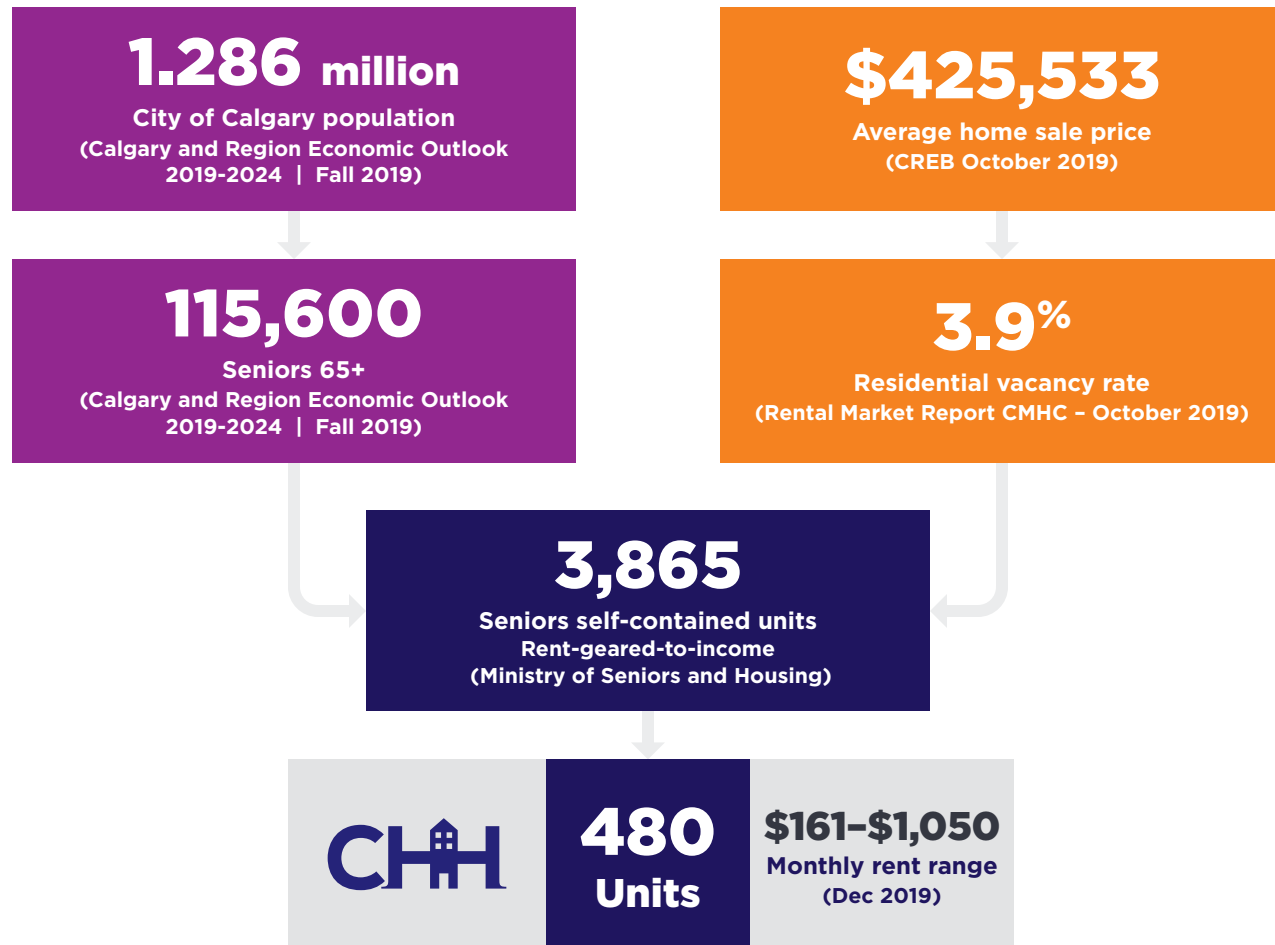 1.286 million
City of Calgary population
(Calgary and Region Economic Outlook
2019-2024 | Fall 2019)
$425,533
Average home sale price
(CREB October 2019)
115,600
Seniors 65+
(Calgary and Region Economic Outlook
2019-2024 | Fall 2019)
3.9%
Residential vacancy rate
(Rental Market Report CMHC – October 2019)
3,865
Seniors self-contained units
Rent-geared-to-income
(Ministry of Seniors and Housing)
CHH
480
Units
$161–$1,050
Monthly rent range
(Dec 2019)